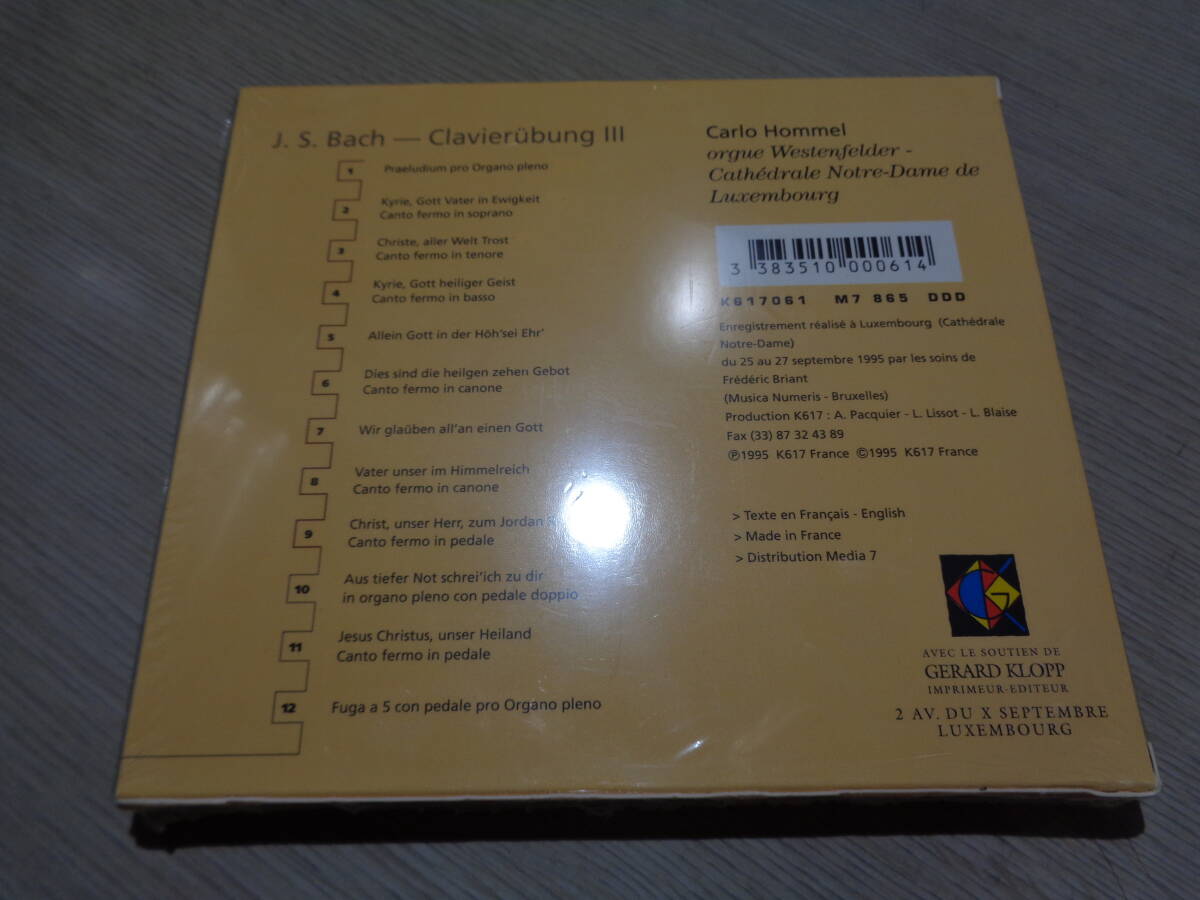 J. S. Bach — Clavierübung III
1 Praeludium pro Organo pleno
2 Kyrie, Gott Vater in Ewigkeit
Canto fermo in soprano
3 Christe, aller Welt Trost
Canto fermo in tenore
4 Kyrie, Gott heiliger Geist
Canto fermo in basso
5 Allein Gott in der Höh'sei Ehr'
6 Dies sind die heilgen zehen Gebot
Canto fermo in canone
7 Wir glaüben all'an einen Gott
8 Vater unser im Himmelreich
Canto fermo in canone
9 Christ, unser Herr, zum Jordan
Canto fermo in pedale
10 Aus tiefer Not schrei'ich zu dir
in organo pleno con pedale doppio
11 Jesus Christus, unser Heiland
Canto fermo in pedale
12 Fuga a 5 con pedale pro Organo pleno
Carlo Hommel
orgue Westenfelder -
Cathédrale Notre-Dame de
Luxembourg
3 383510 000614
K617061 M7 865 DDD
Enregistrement réalisé à Luxembourg (Cathédrale
Notre-Dame)
du 25 au 27 septembre 1995 par les soins de
Frédéric Briant
(Musica Numeris - Bruxelles)
Production K617 : A. Pacquier - L. Lissot - L. Blaise
Fax (33) 87 32 43 89
℗1995 K617 France ©1995 K617 France
> Texte en Français - English
> Made in France
> Distribution Media 7
AVEC LE SOUTIEN DE
GERARD KLOPP
IMPRIMEUR-EDITEUR
2 AV. DU X SEPTEMBRE
LUXEMBOURG